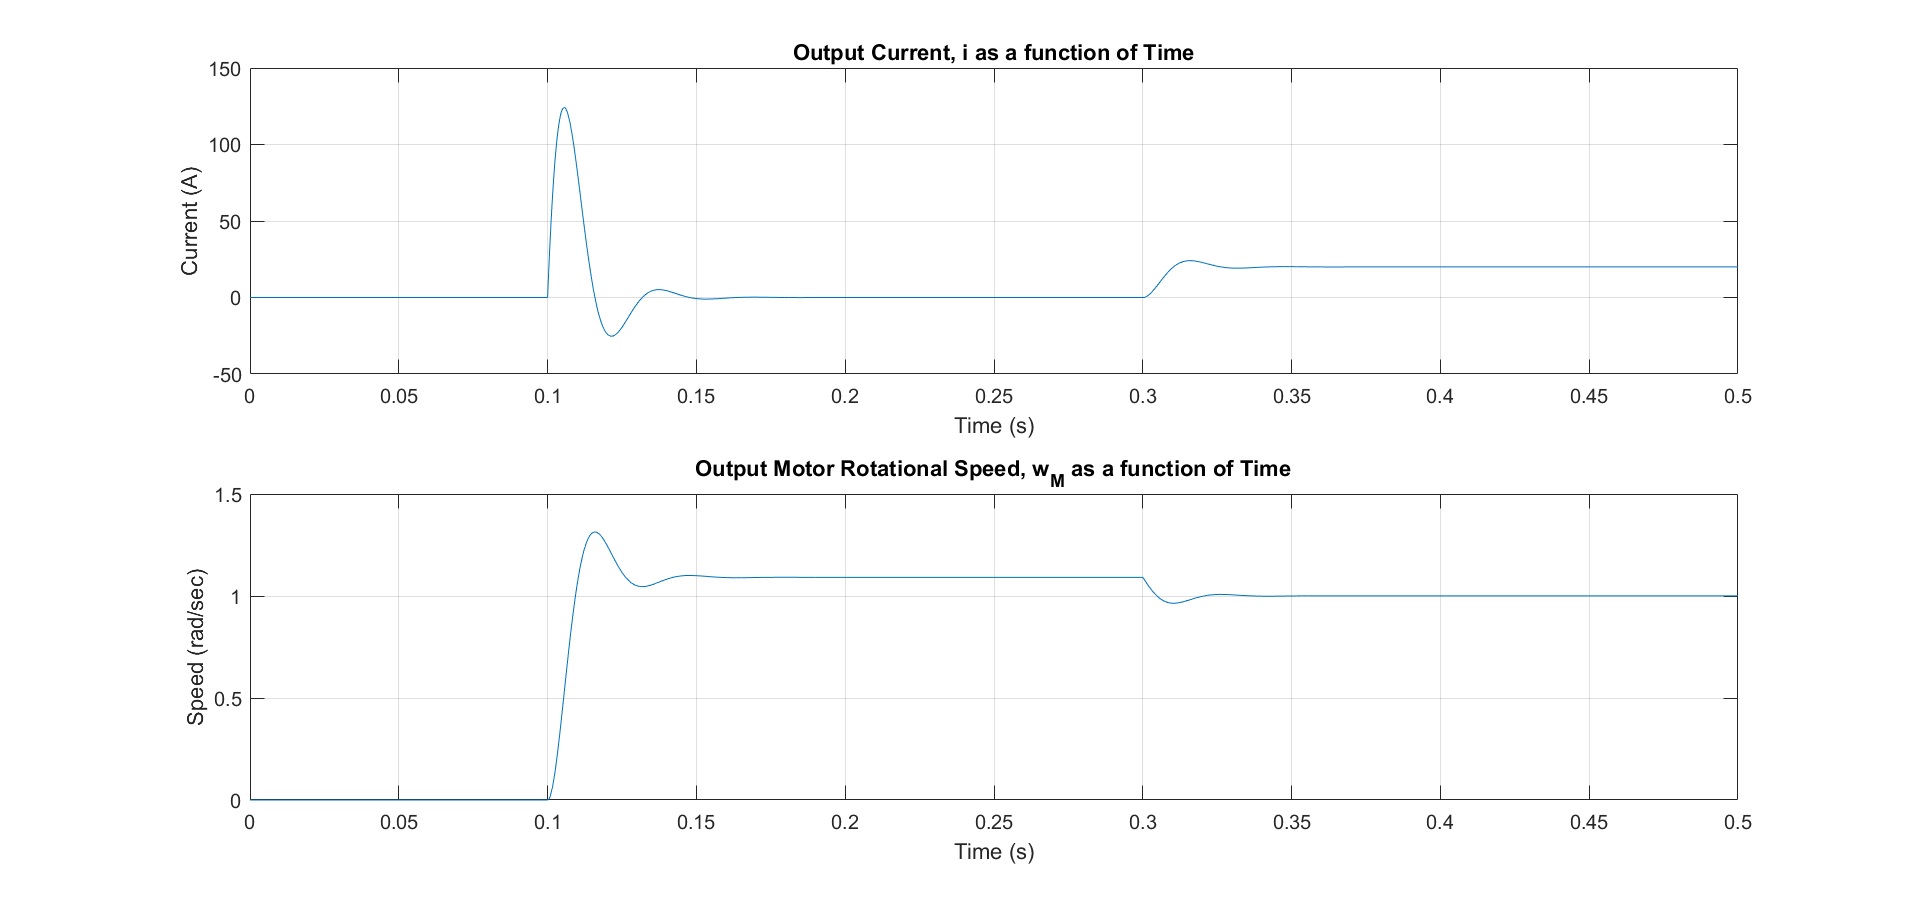 Output Current, i as a function of Time
150
100
50
0
-50
Current (A)
0 0.05 0.1 0.15 0.2 0.25 0.3 0.35 0.4 0.45 0.5
Time (s)
Output Motor Rotational Speed, w_M as a function of Time
1.5
1
0.5
0
Speed (rad/sec)
0 0.05 0.1 0.15 0.2 0.25 0.3 0.35 0.4 0.45 0.5
Time (s)